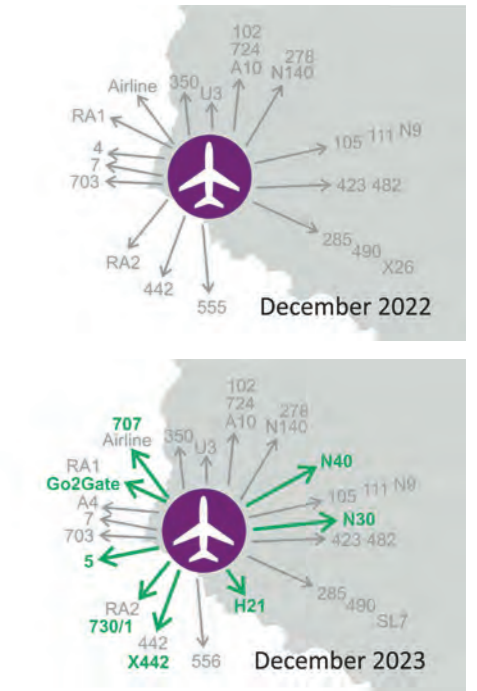 102
724
A10
278
N140
Airline
350
U3
RA1
105 111 N9
4
7
703
423 482
285
490
X26
RA2
442
555
December 2022
102
724
A10
278
N140
707
Airline
350
U3
RA1
Go2Gate
N40
A4
7
703
105 111 N9
N30
423 482
5
H21
285
490
SL7
RA2
730/1
442
X442
556
December 2023